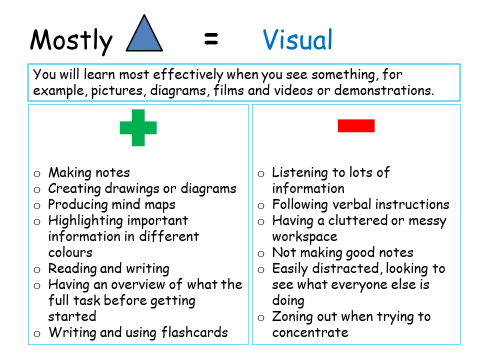 Mostly = Visual
You will learn most effectively when you see something, for
example, pictures, diagrams, films and videos or demonstrations.
o Making notes
o Creating drawings or diagrams
o Producing mind maps
o Highlighting important
information in different
colours
o Reading and writing
o Having an overview of what the
full task before getting
started
o Writing and using flashcards
o Listening to lots of
information
o Following verbal instructions
o Having a cluttered or messy
workspace
o Not making good notes
o Easily distracted, looking to
see what everyone else is
doing
o Zoning out when trying to
concentrate